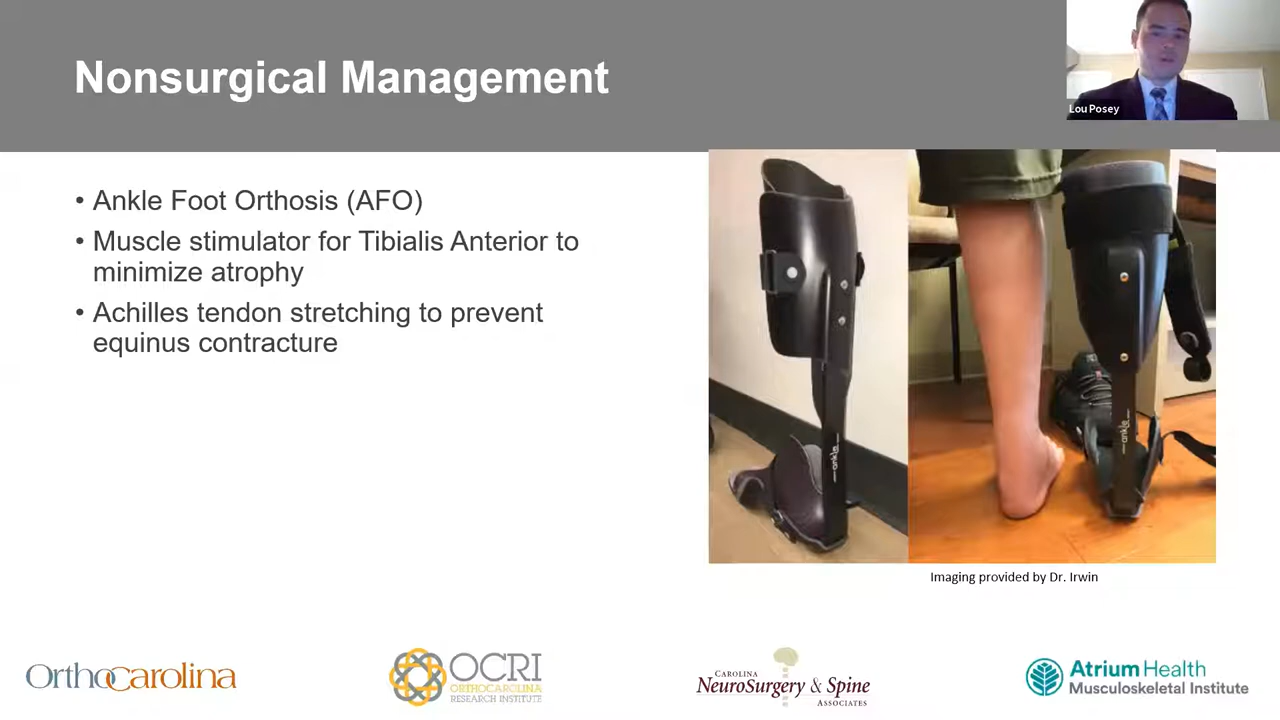 Nonsurgical Management
Lou Posey
• Ankle Foot Orthosis (AFO)
• Muscle stimulator for Tibialis Anterior to
minimize atrophy
• Achilles tendon stretching to prevent
equinus contracture
ankle
ankle
Imaging provided by Dr. Irwin
OrthoCarolina
OCRI
ORTHOCAROLINA
RESEARCH INSTITUTE
CAROLINA
NEUROSURGERY & SPINE
ASSOCIATES
Atrium Health
Musculoskeletal Institute